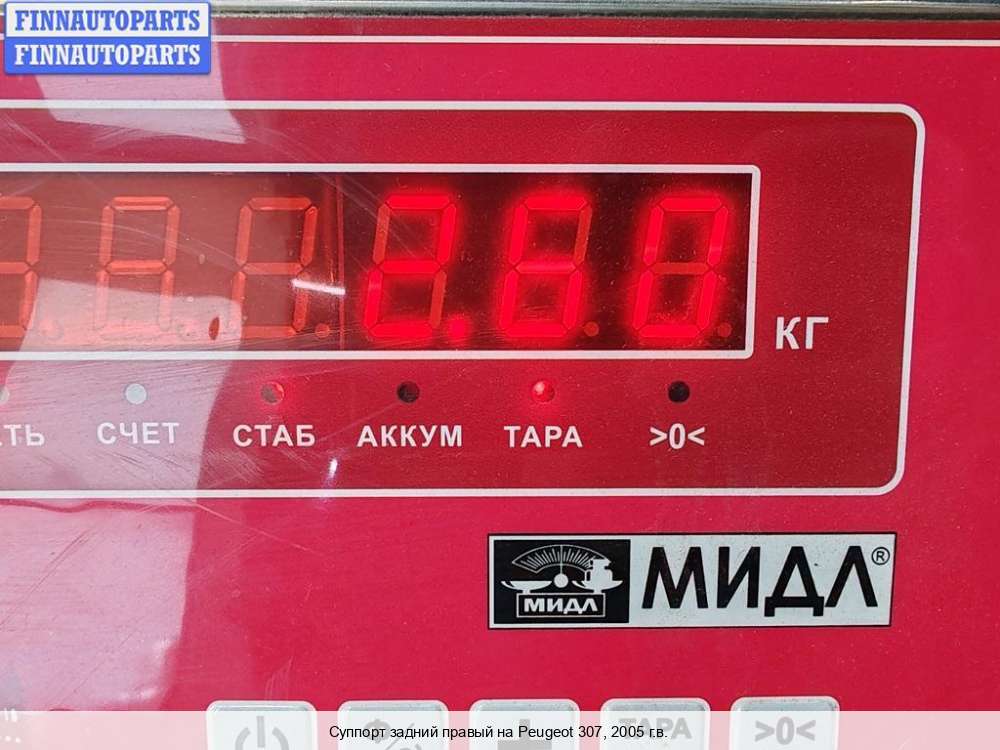 FINNAUTOPARTS
FINNAUTOPARTS
2.60 КГ
СЧЕТ СТАБ АККУМ ТАРА >0<
МИДЛ МИДЛ®
ТАРА >0<
Суппорт задний правый на Peugeot 307, 2005 г.в.